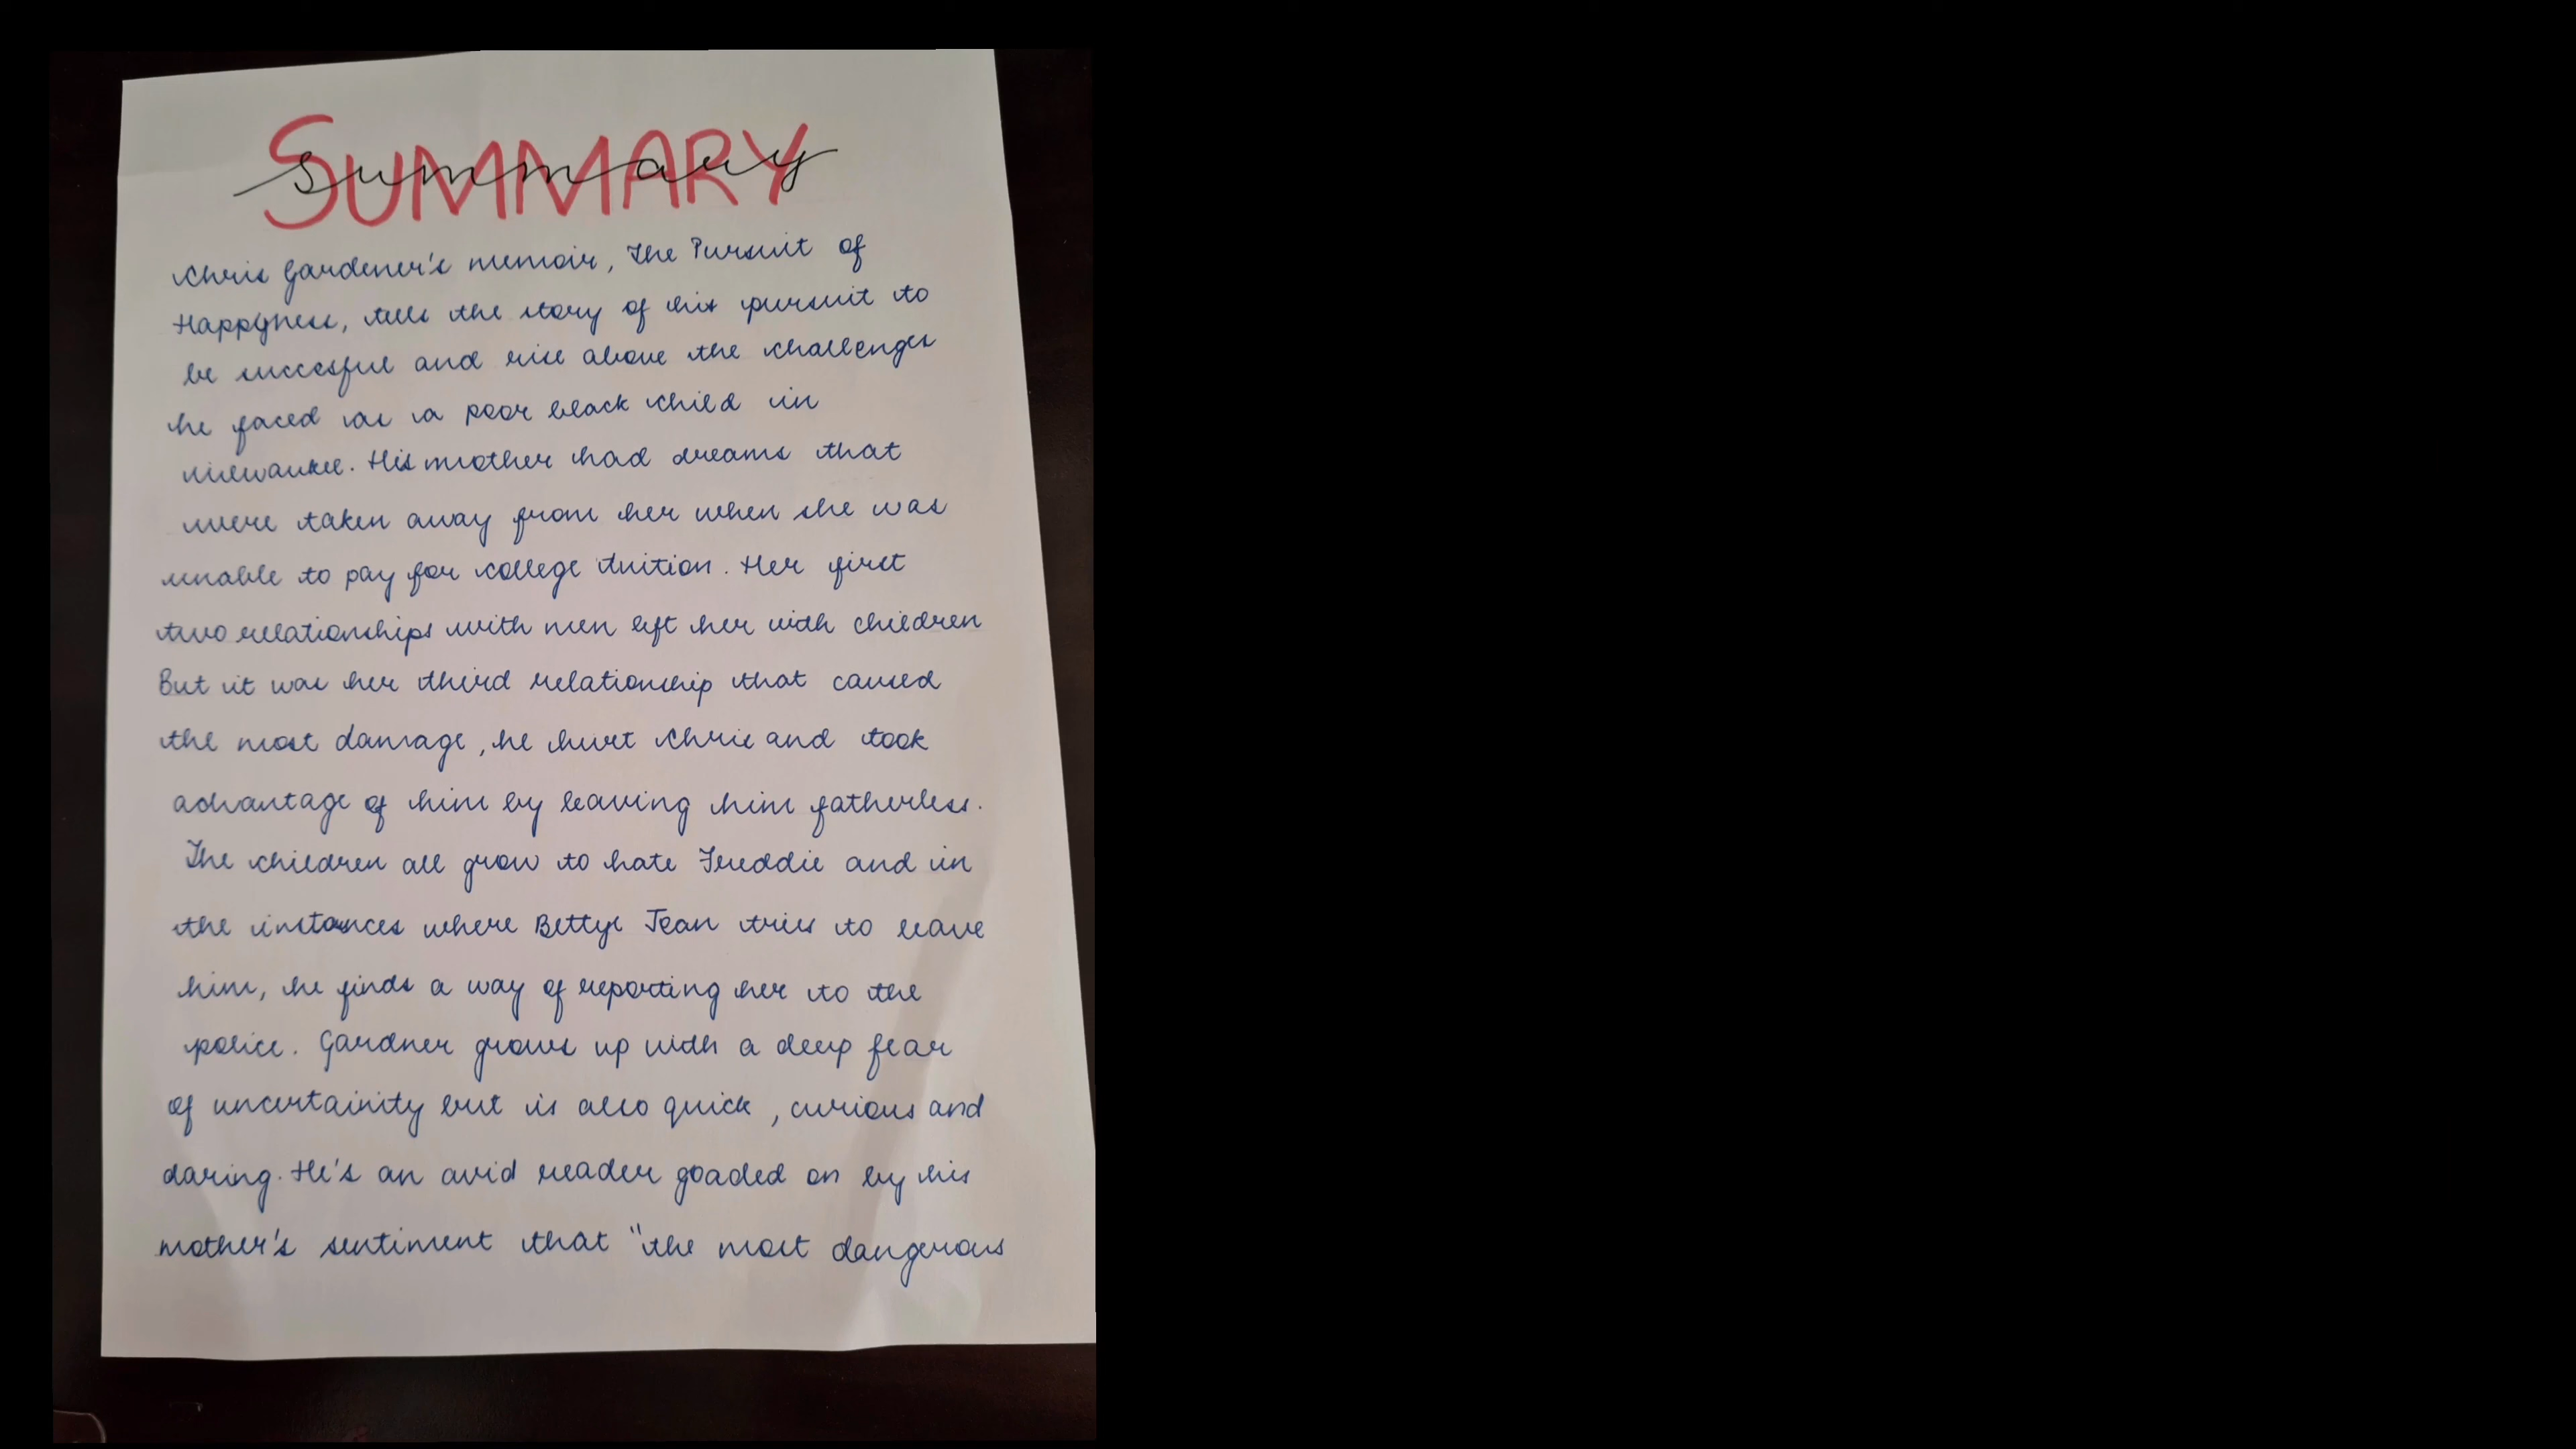 SUMMARY
Summary
Chris Gardener's memoir, The Pursuit of
Happyness, tells the story of his pursuit to
be succesful and rise above the challenges
he faced as a poor black child in
milwaukee. His mother had dreams that
were taken away from her when she was
unable to pay for college tuition. Her first
two relationships with men left her with children
But it was her third relationship that caused
the most damage, he hurt Chris and took
advantage of him by leaving him fatherless.
The children all grow to hate Freddie and in
the instances where Bettye Jean tries to leave
him, he finds a way of reporting her to the
police. Gardner grows up with a deep fear
of uncertainity but is also quick, curious and
daring. He's an avid reader goaded on by his
mother's sentiment that "the most dangerous